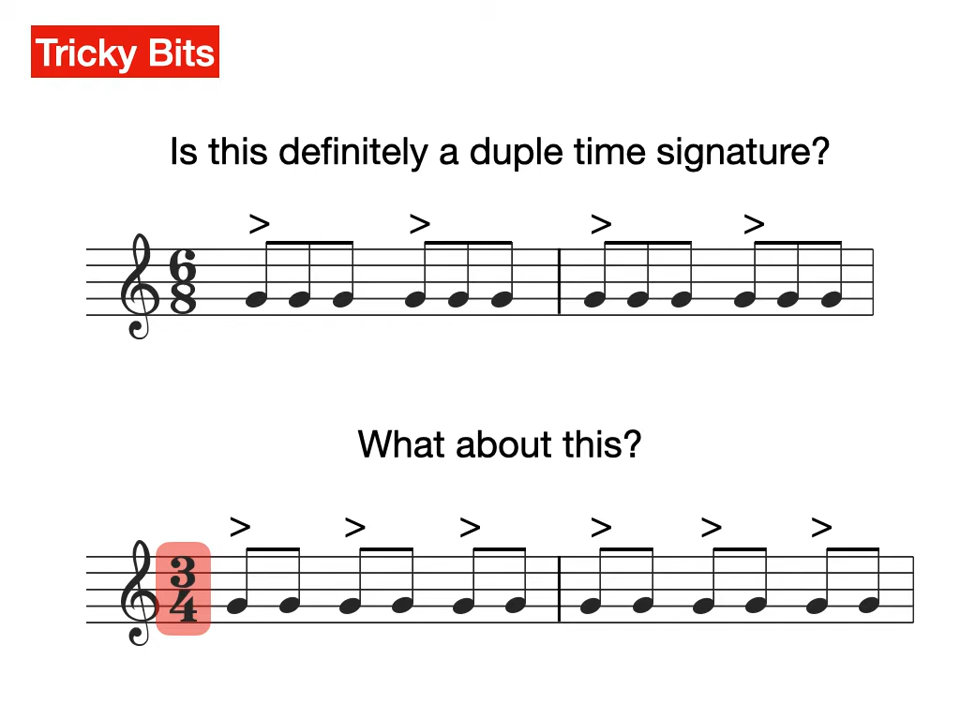 Tricky Bits
Is this definitely a duple time signature?
> > > >
6
8
What about this?
> > > > > >
3
4